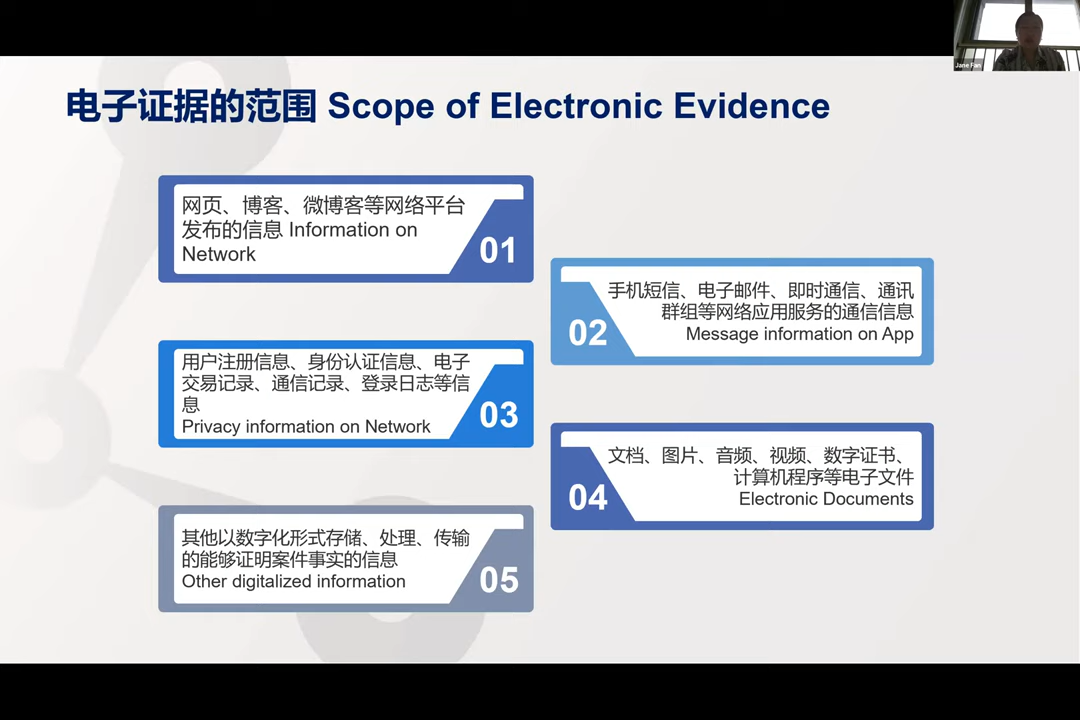 Jane Fan
电子证据的范围 Scope of Electronic Evidence
网页、博客、微博客等网络平台
发布的信息 Information on
Network
01
手机短信、电子邮件、即时通信、通讯
群组等网络应用服务的通信信息
Message information on App
02
用户注册信息、身份认证信息、电子
交易记录、通信记录、登录日志等信
息
Privacy information on Network
03
文档、图片、音频、视频、数字证书、
计算机程序等电子文件
Electronic Documents
04
其他以数字化形式存储、处理、传输
的能够证明案件事实的信息
Other digitalized information
05